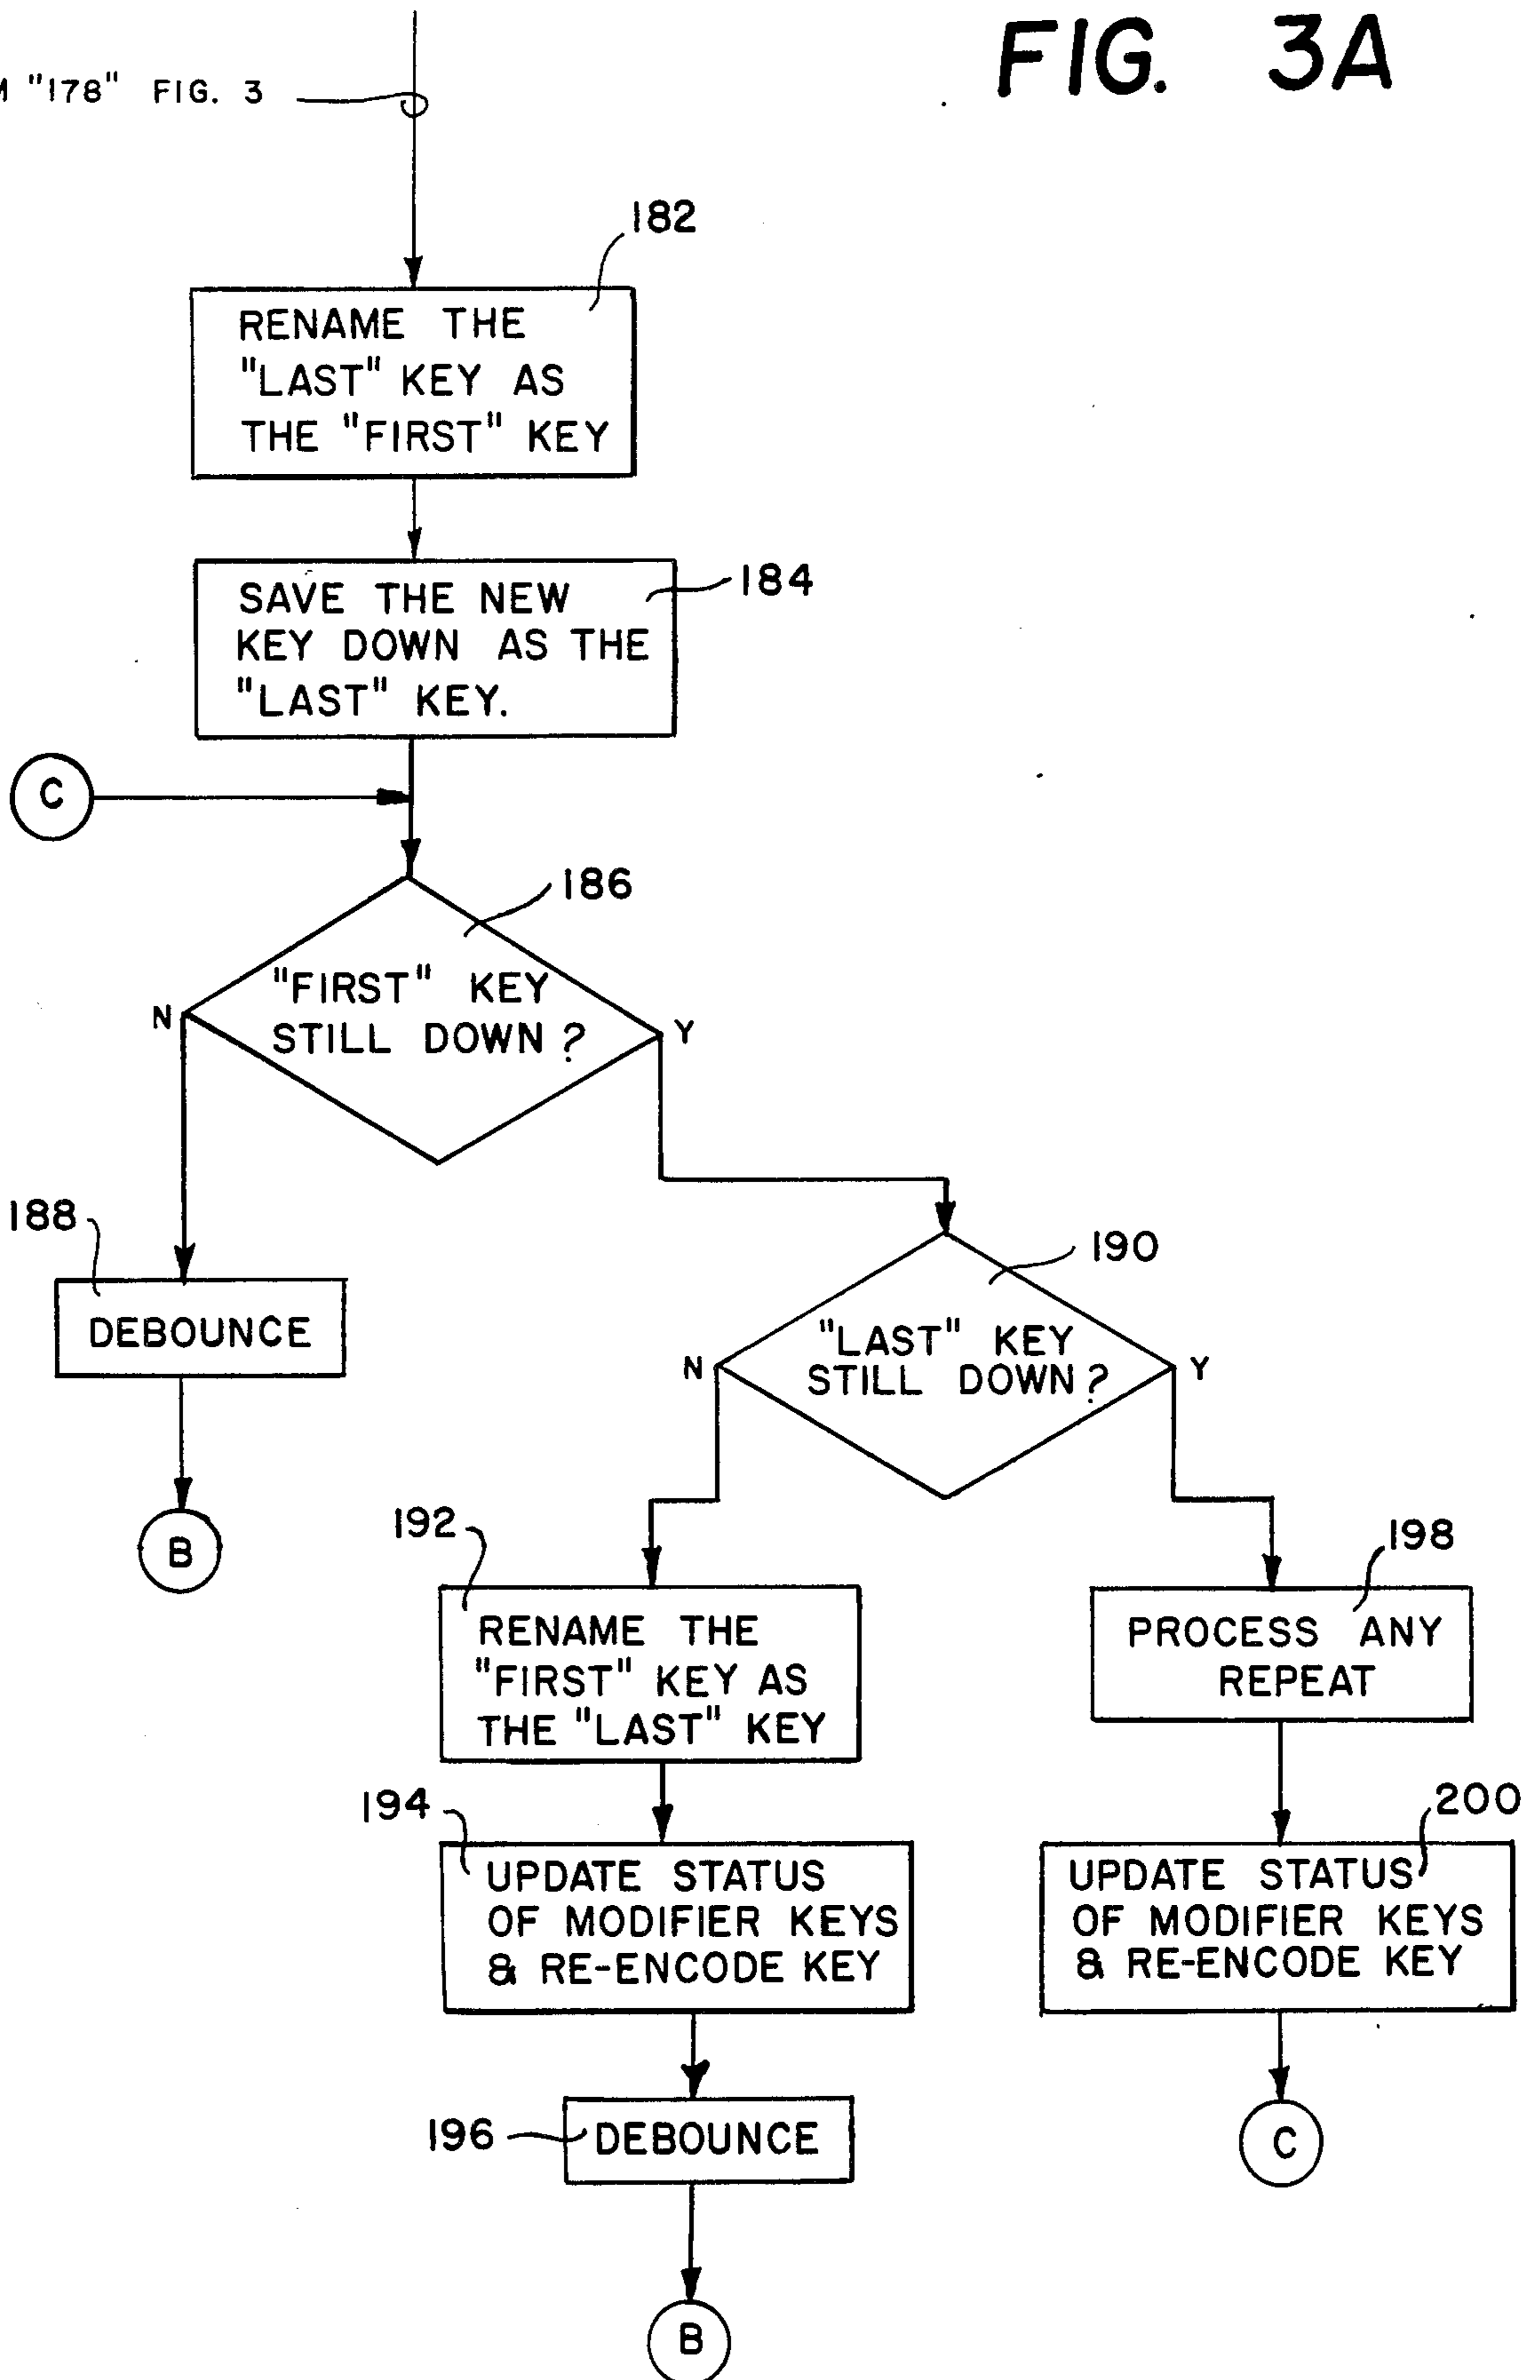 FIG. 3A
"178" FIG. 3
182
RENAME THE
"LAST" KEY AS
THE "FIRST" KEY
184
SAVE THE NEW
KEY DOWN AS THE
"LAST" KEY.
C
186
"FIRST" KEY
STILL DOWN?
N
Y
188
DEBOUNCE
B
190
"LAST" KEY
STILL DOWN?
N
Y
192
RENAME THE
"FIRST" KEY AS
THE "LAST" KEY
194
UPDATE STATUS
OF MODIFIER KEYS
& RE-ENCODE KEY
196
DEBOUNCE
B
198
PROCESS ANY
REPEAT
200
UPDATE STATUS
OF MODIFIER KEYS
& RE-ENCODE KEY
C